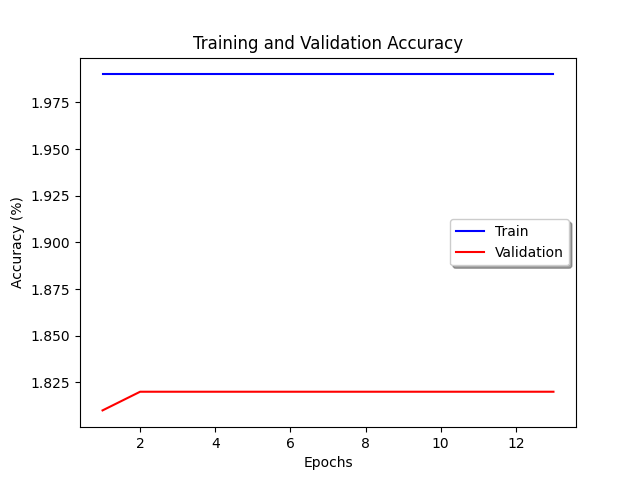 Training and Validation Accuracy
Accuracy (%)
1.975
1.950
1.925
1.900
1.875
1.850
1.825
Train
Validation
2 4 6 8 10 12
Epochs